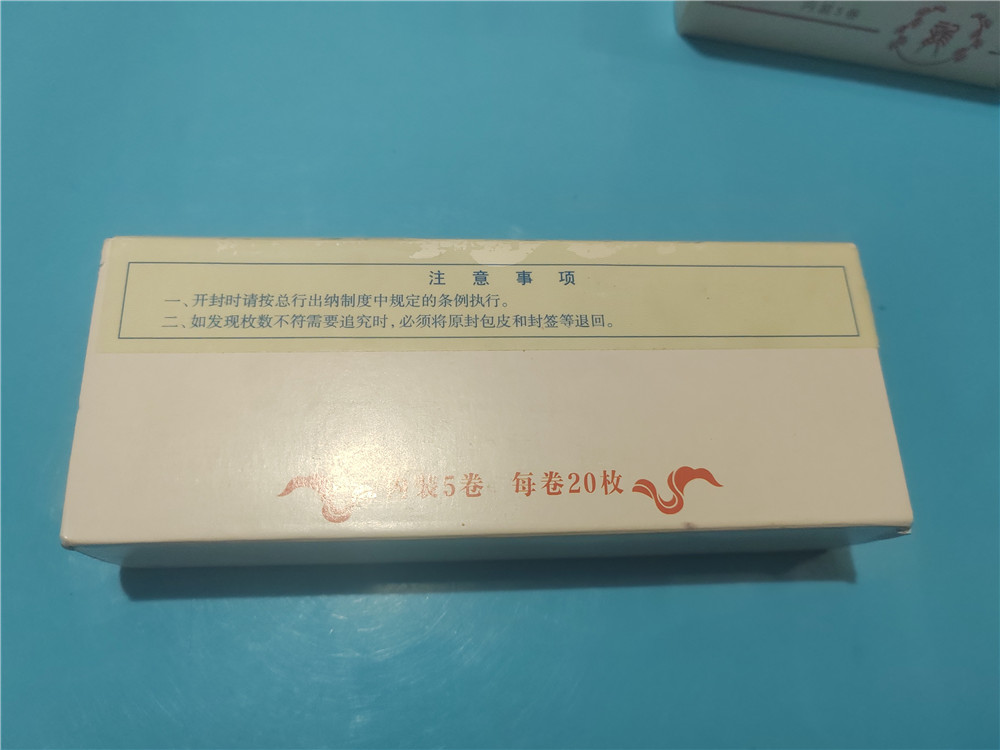 注意事项
一、开封时请按总行出纳制度中规定的条例执行。
二、如发现枚数不符需要追究时,必须将原封包皮和封签等退回。
装5卷 每卷20枚